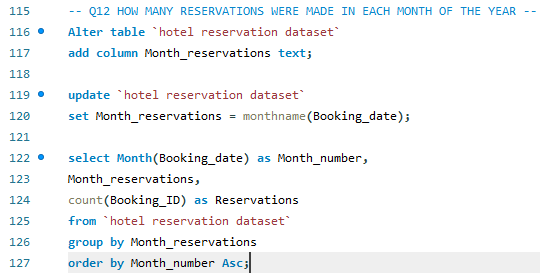 115 -- Q12 HOW MANY RESERVATIONS WERE MADE IN EACH MONTH OF THE YEAR --
116 Alter table `hotel reservation dataset`
117 add column Month_reservations text;
118
119 update `hotel reservation dataset`
120 set Month_reservations = monthname(Booking_date);
121
122 select Month(Booking_date) as Month_number,
123 Month_reservations,
124 count(Booking_ID) as Reservations
125 from `hotel reservation dataset`
126 group by Month_reservations
127 order by Month_number Asc;